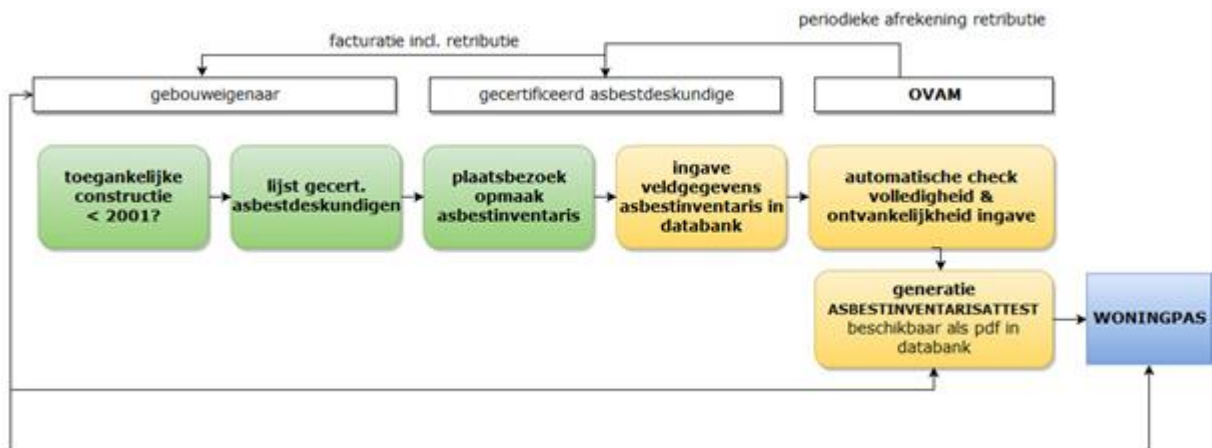 periodieke afrekening retributie
facturatie incl. retributie
gebouweigenaar
gecertificeerd asbestdeskundige
OVAM
toegankelijke
constructie
< 2001?
lijst gecert.
asbestdeskundigen
plaatsbezoek
opmaak
asbestinventaris
ingave
veldgegevens
asbestinventaris in
databank
automatische check
volledigheid &
ontvankelijkheid ingave
generatie
ASBESTINVENTARISATTEST
beschikbaar als pdf in
databank
WONINGPAS